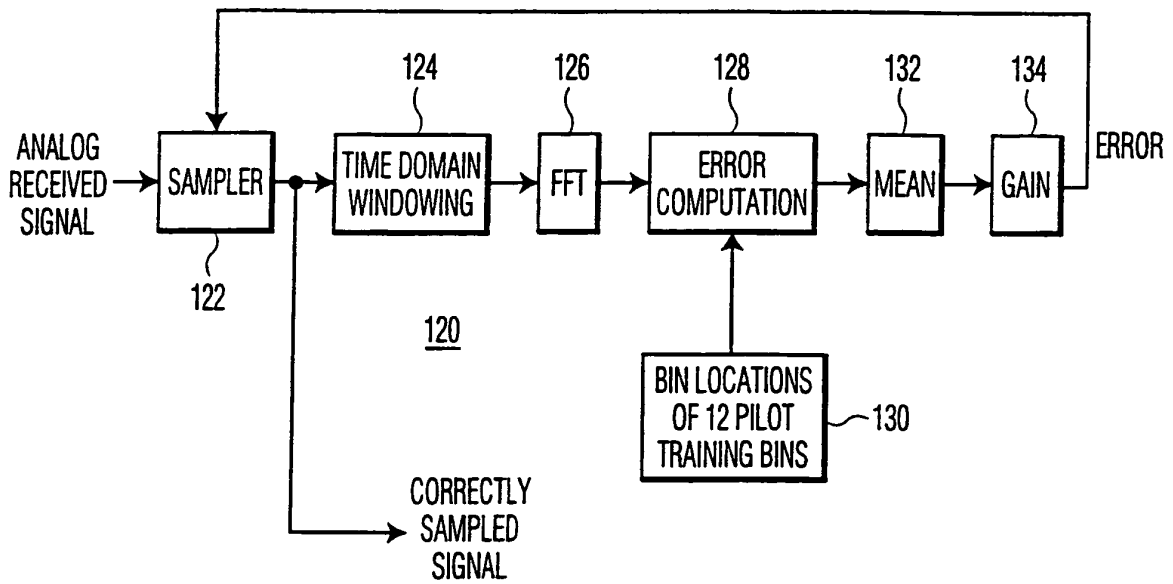 124
126
128
132
134
ANALOG
RECEIVED
SIGNAL
SAMPLER
TIME DOMAIN
WINDOWING
FFT
ERROR
COMPUTATION
MEAN
GAIN
ERROR
122
120
BIN LOCATIONS
OF 12 PILOT
TRAINING BINS
130
CORRECTLY
SAMPLED
SIGNAL